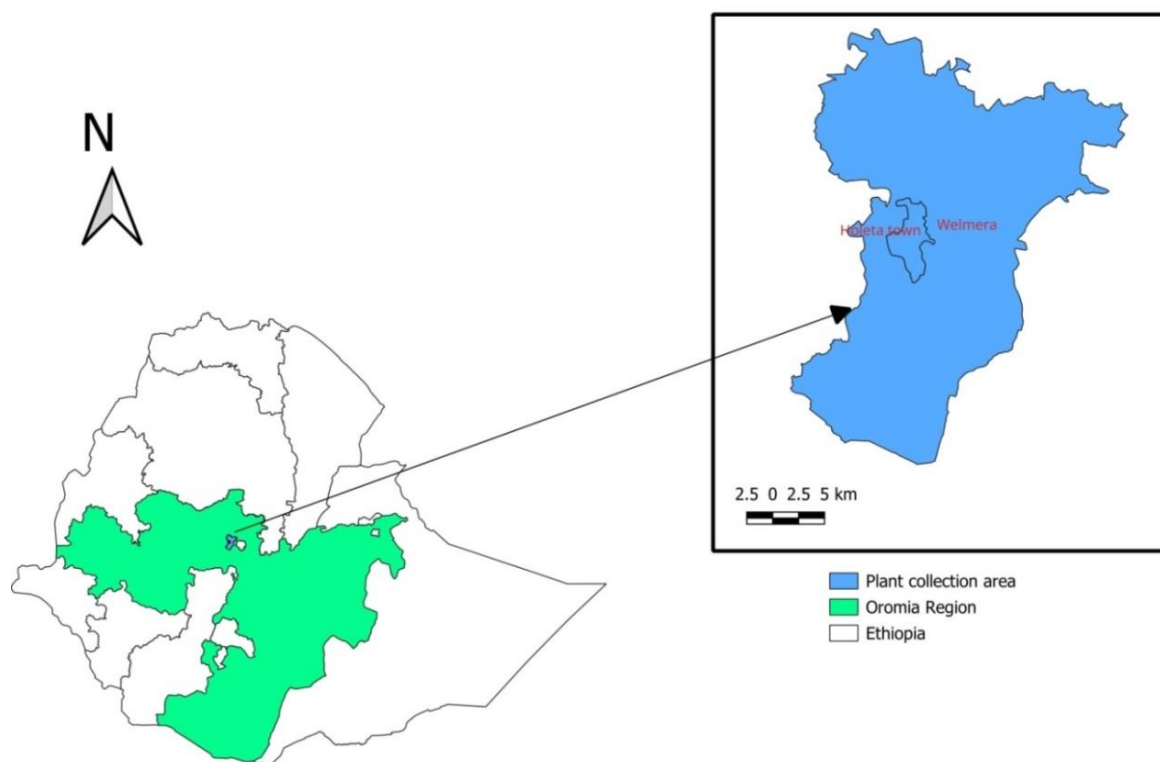 N
Holeta town
Welmera
2.5 0 2.5 5 km
Plant collection area
Oromia Region
Ethiopia